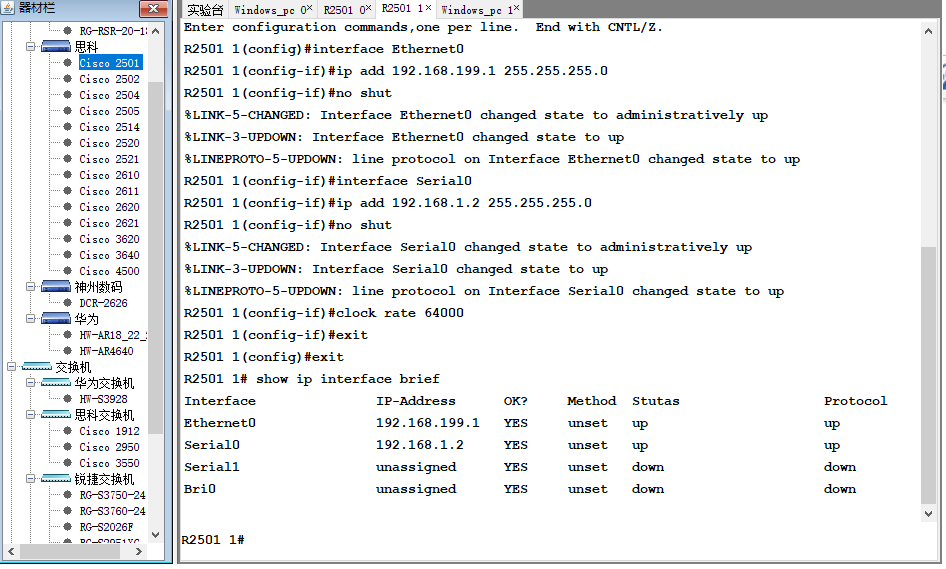 器材栏
RG-RSR-20-18
思科
Cisco 2501
Cisco 2502
Cisco 2504
Cisco 2505
Cisco 2514
Cisco 2520
Cisco 2521
Cisco 2610
Cisco 2611
Cisco 2620
Cisco 2621
Cisco 3620
Cisco 3640
Cisco 4500
神州数码
DCR-2626
华为
HW-AR18_22_
HW-AR4640
交换机
华为交换机
HW-S3928
思科交换机
Cisco 1912
Cisco 2950
Cisco 3550
锐捷交换机
RG-S3750-24
RG-S3760-24
RG-S2026F
实验台 Windows_pc 0 R2501 0 R2501 1 Windows_pc 1
Enter configuration commands,one per line. End with CNTL/Z.
R2501 1(config)#interface Ethernet0
R2501 1(config-if)#ip add 192.168.199.1 255.255.255.0
R2501 1(config-if)#no shut
%LINK-5-CHANGED: Interface Ethernet0 changed state to administratively up
%LINK-3-UPDOWN: Interface Ethernet0 changed state to up
%LINEPROTO-5-UPDOWN: line protocol on Interface Ethernet0 changed state to up
R2501 1(config-if)#interface Serial0
R2501 1(config-if)#ip add 192.168.1.2 255.255.255.0
R2501 1(config-if)#no shut
%LINK-5-CHANGED: Interface Serial0 changed state to administratively up
%LINK-3-UPDOWN: Interface Serial0 changed state to up
%LINEPROTO-5-UPDOWN: line protocol on Interface Serial0 changed state to up
R2501 1(config-if)#clock rate 64000
R2501 1(config-if)#exit
R2501 1(config)#exit
R2501 1# show ip interface brief
Interface IP-Address OK? Method Stutas Protocol
Ethernet0 192.168.199.1 YES unset up up
Serial0 192.168.1.2 YES unset up up
Serial1 unassigned YES unset down down
Bri0 unassigned YES unset down down
R2501 1#